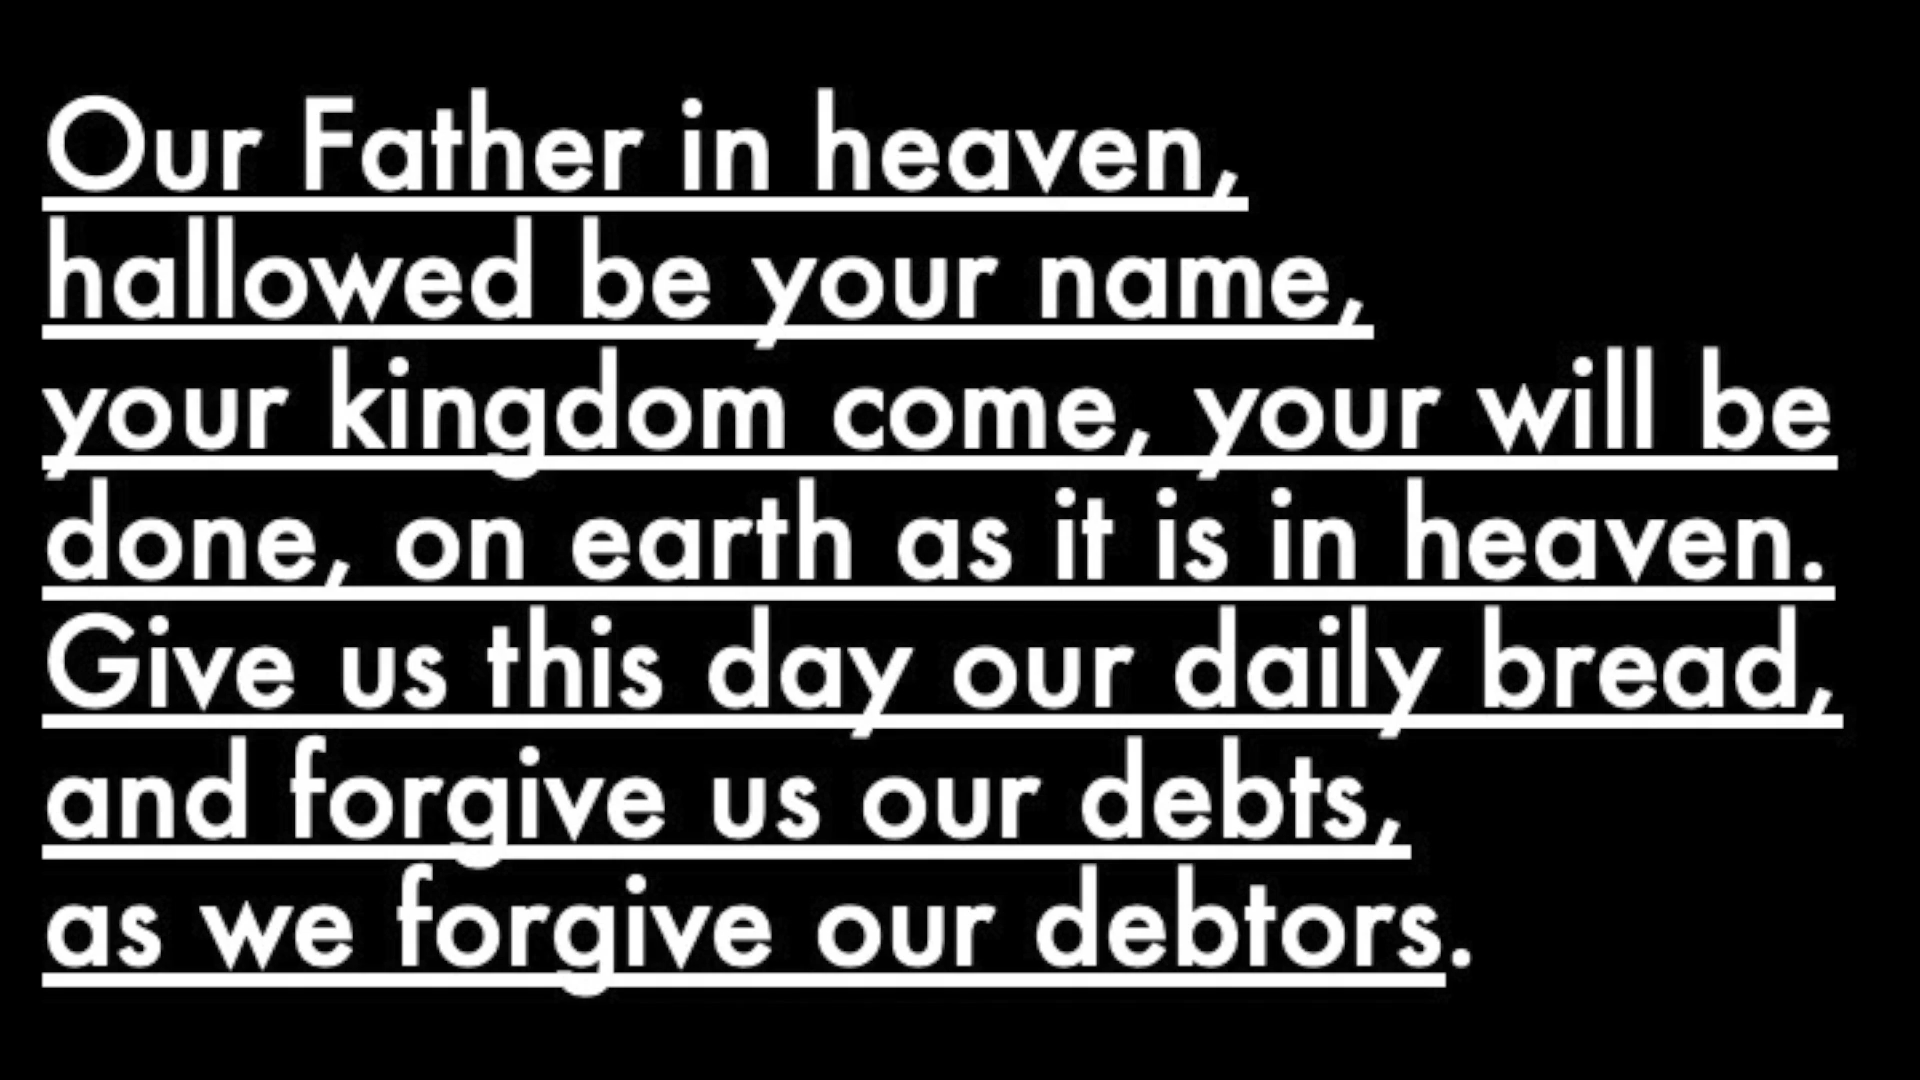 Our Father in heaven,
hallowed be your name,
your kingdom come, your will be
done, on earth as it is in heaven.
Give us this day our daily bread,
and forgive us our debts,
as we forgive our debtors.